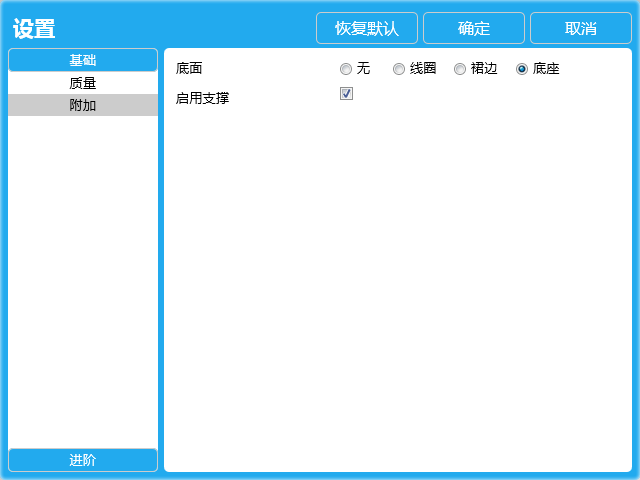 设置
恢复默认 确定 取消
基础
质量
附加
进阶
底面 无 线圈 裙边 底座
启用支撑